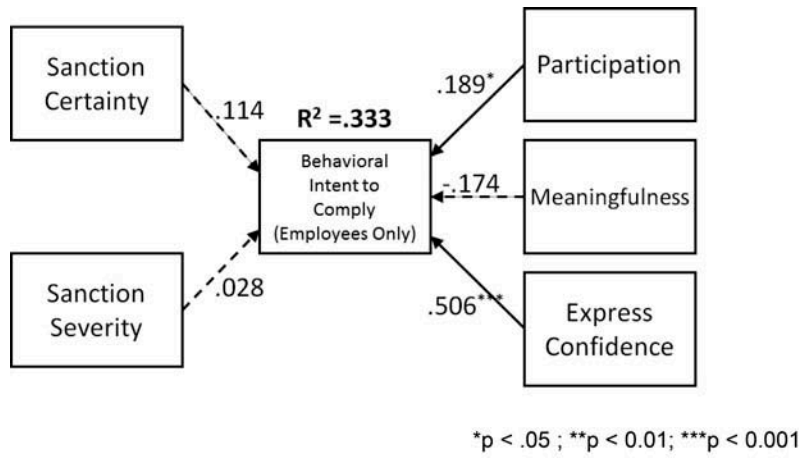 Sanction
Certainty
.114
R² =.333
Participation
.189*
Behavioral
Intent to
Comply
(Employees Only)
-.174
Meaningfulness
Sanction
Severity
.028
.506***
Express
Confidence
*p < .05 ; **p < 0.01; ***p < 0.001